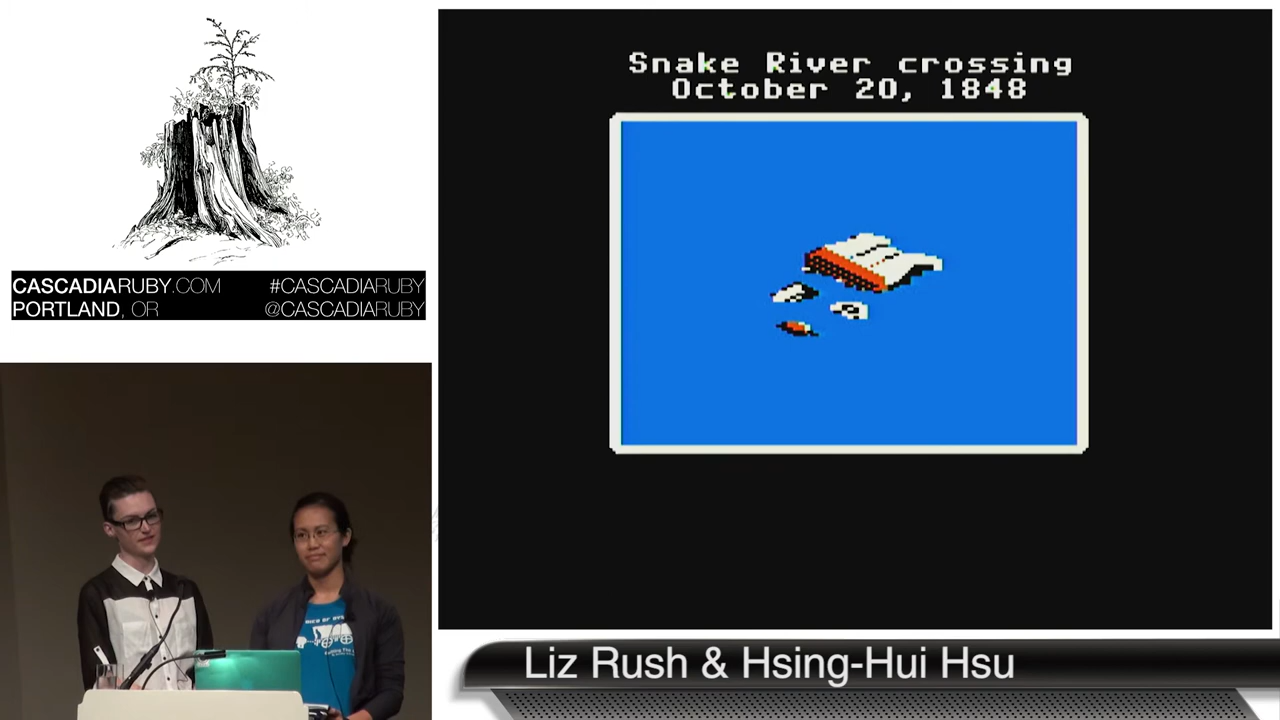 CASCADIARUBY.COM #CASCADIARUBY
PORTLAND, OR @CASCADIARUBY
Snake River crossing
October 20, 1848
Liz Rush & Hsing-Hui Hsu